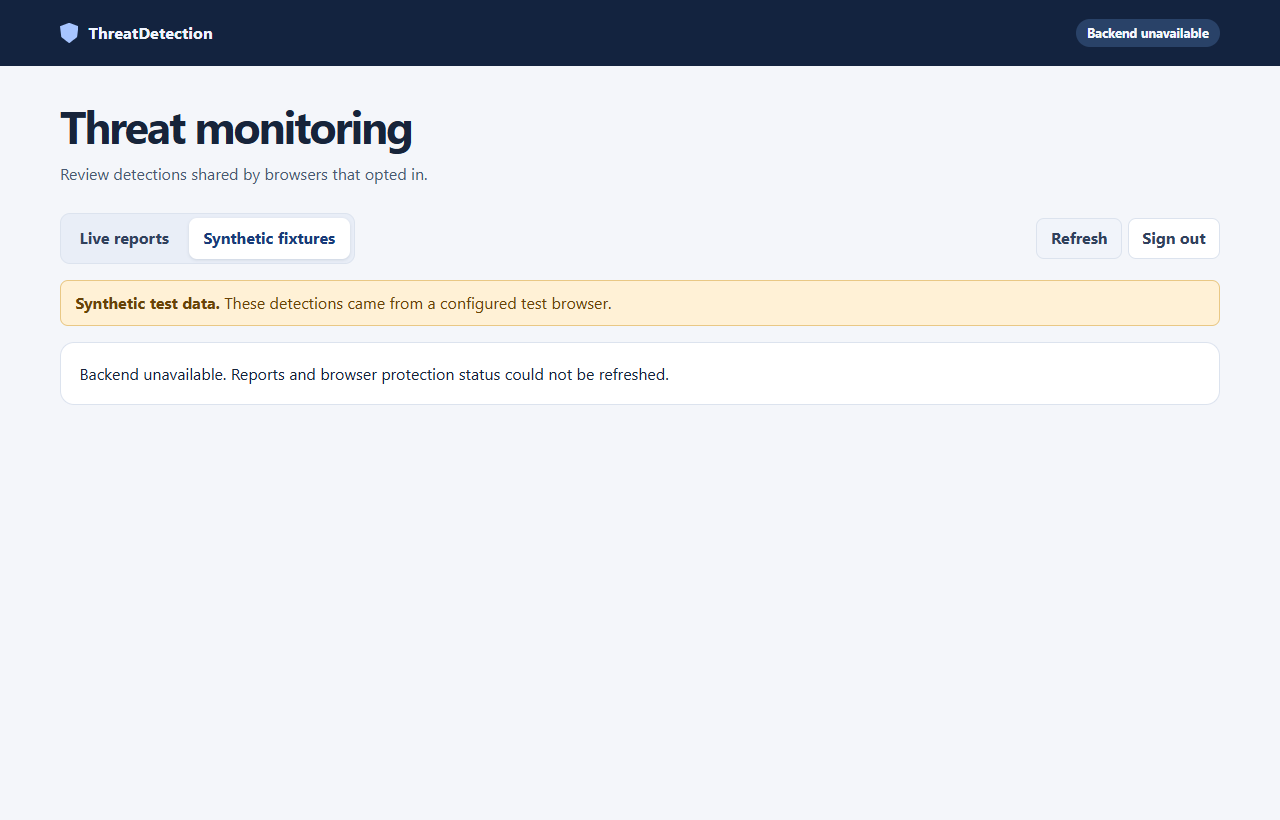 ThreatDetection
Backend unavailable
Threat monitoring
Review detections shared by browsers that opted in.
Live reports
Synthetic fixtures
Refresh
Sign out
Synthetic test data. These detections came from a configured test browser.
Backend unavailable. Reports and browser protection status could not be refreshed.